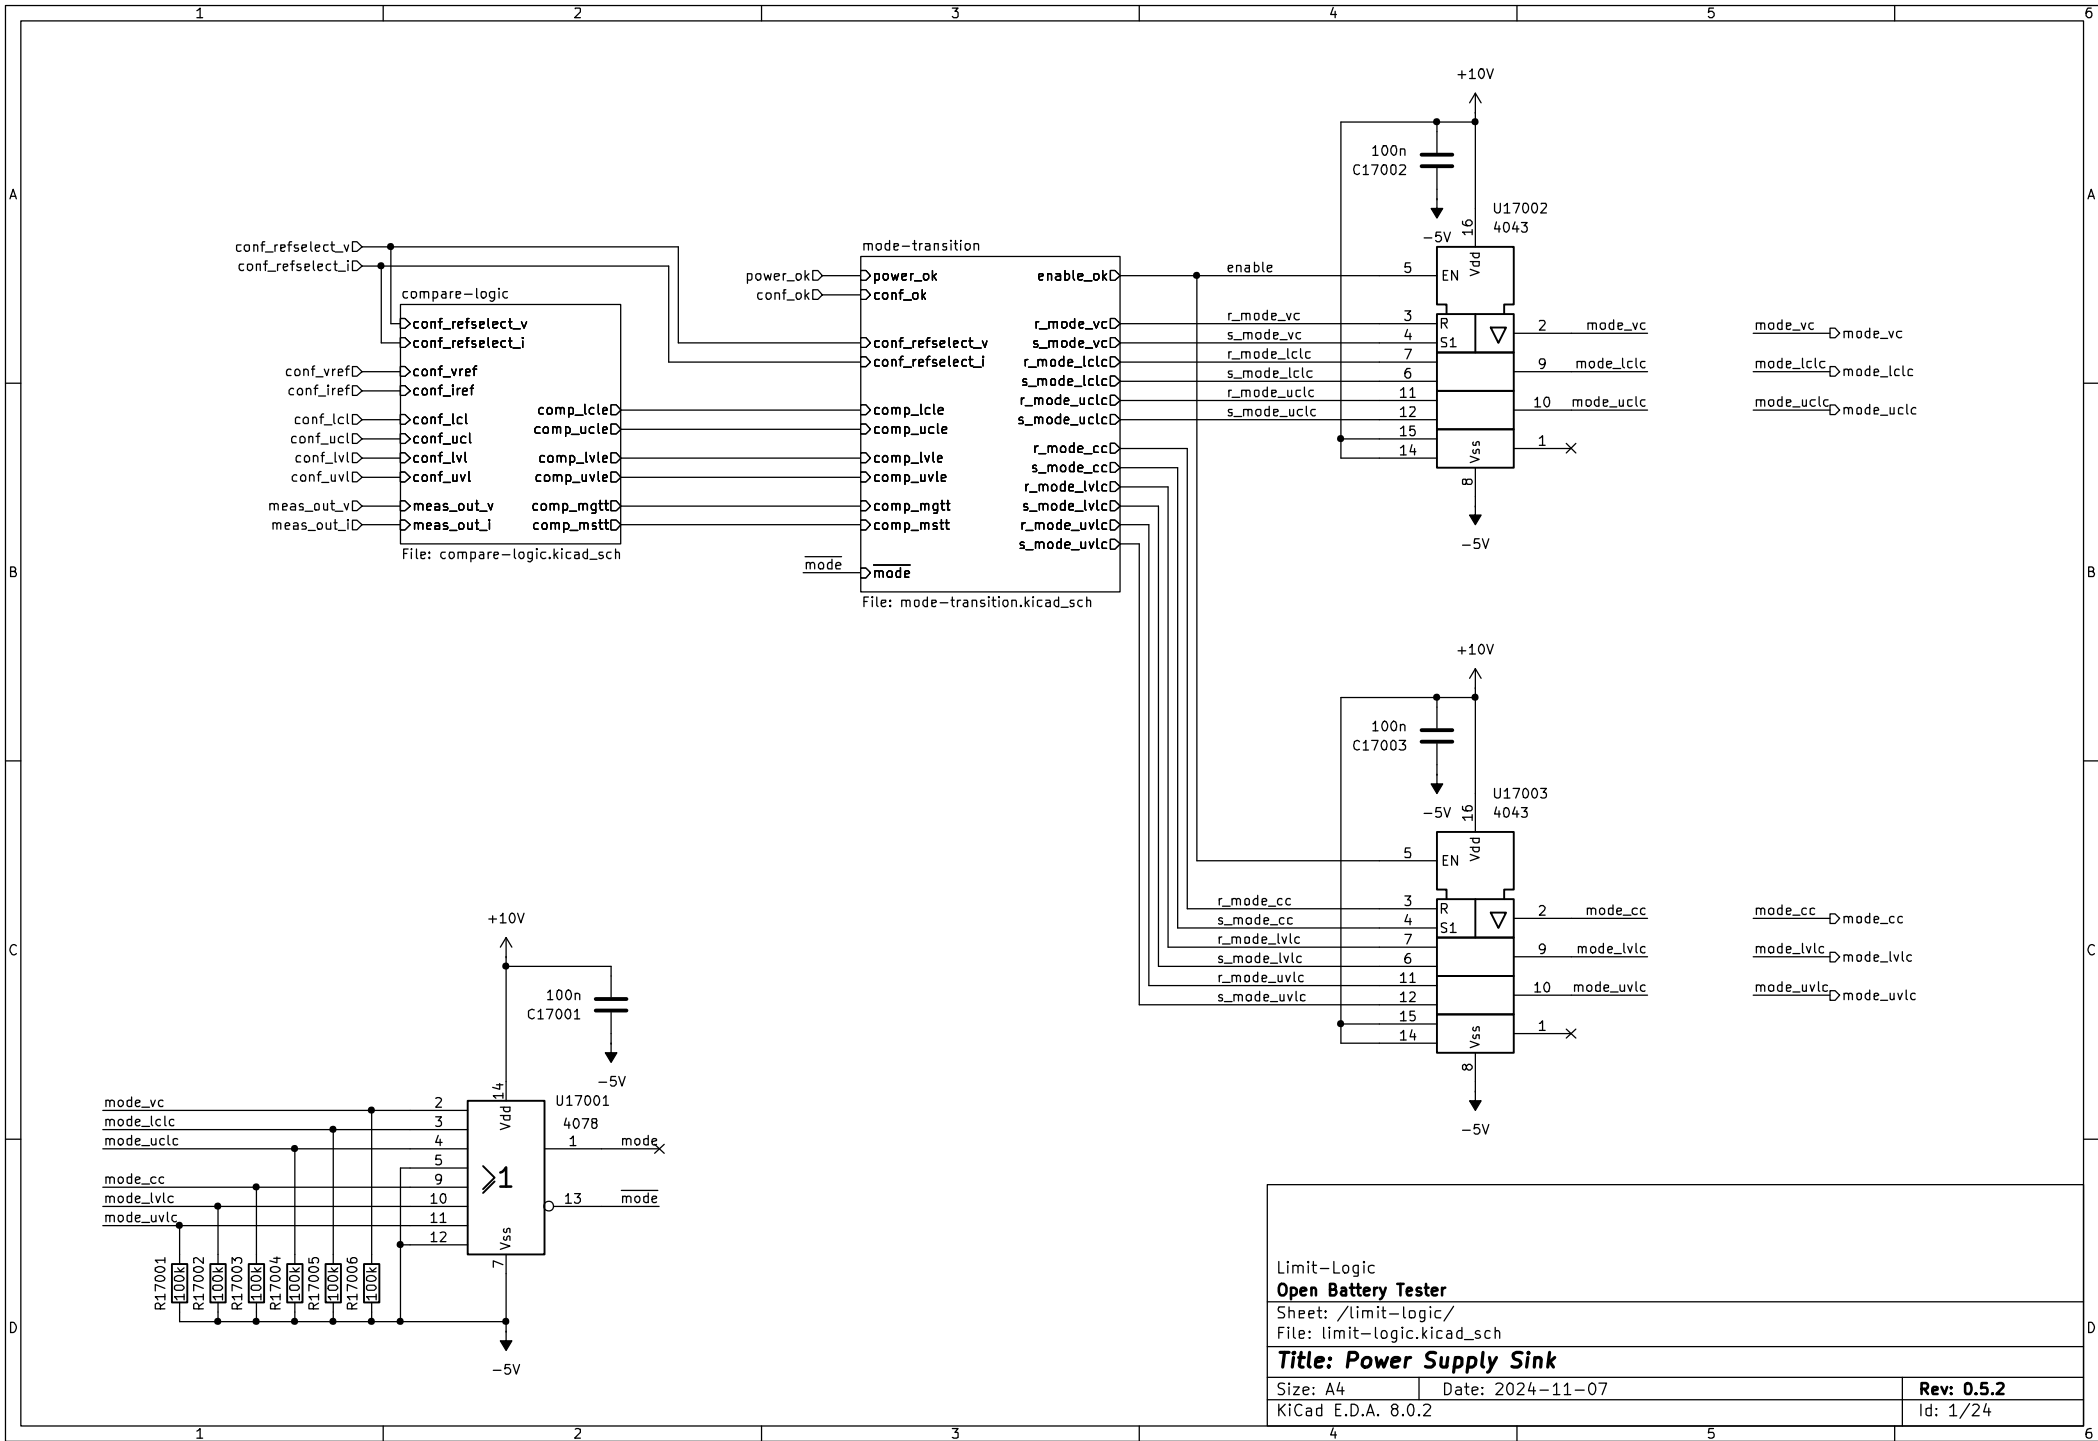 1 2 3 4 5 6
A A
B B
C C
D D
1 2 3 4 5 6
conf_refselect_v
conf_refselect_i
compare-logic
conf_refselect_v
conf_refselect_i
conf_vref conf_vref
conf_iref conf_iref
conf_lcl conf_lcl
conf_ucl conf_ucl
conf_lvl conf_lvl
conf_uvl conf_uvl
meas_out_v meas_out_v
meas_out_i meas_out_i
comp_lcle
comp_ucle
comp_lvle
comp_uvle
comp_mgtt
comp_mstt
File: compare-logic.kicad_sch
mode-transition
power_ok power_ok
conf_ok conf_ok
conf_refselect_v
conf_refselect_i
comp_lcle
comp_ucle
comp_lvle
comp_uvle
comp_mgtt
comp_mstt
mode mode
enable_ok
r_mode_vc
s_mode_vc
r_mode_lclc
s_mode_lclc
r_mode_uclc
s_mode_uclc
r_mode_cc
s_mode_cc
r_mode_lvlc
s_mode_lvlc
r_mode_uvlc
s_mode_uvlc
File: mode-transition.kicad_sch
+10V
100n
C17002
-5V
U17002
4043
16
Vdd
enable 5 EN
r_mode_vc 3 R
s_mode_vc 4 S1
r_mode_lclc 7
s_mode_lclc 6
r_mode_uclc 11
s_mode_uclc 12
15
14
Vss
8
-5V
2 mode_vc
9 mode_lclc
10 mode_uclc
1
mode_vc mode_vc
mode_lclc mode_lclc
mode_uclc mode_uclc
+10V
100n
C17003
-5V
U17003
4043
16
Vdd
5 EN
r_mode_cc 3 R
s_mode_cc 4 S1
r_mode_lvlc 7
s_mode_lvlc 6
r_mode_uvlc 11
s_mode_uvlc 12
15
14
Vss
8
-5V
2 mode_cc
9 mode_lvlc
10 mode_uvlc
1
mode_cc mode_cc
mode_lvlc mode_lvlc
mode_uvlc mode_uvlc
+10V
100n
C17001
-5V
U17001
4078
14
Vdd
mode_vc 2
mode_lclc 3
mode_uclc 4
5
mode_cc 9
mode_lvlc 10
mode_uvlc 11
12
≥1
1 mode
13 mode
Vss
7
-5V
R17001 100k
R17002 100k
R17003 100k
R17004 100k
R17005 100k
R17006 100k
Limit-Logic
Open Battery Tester
Sheet: /limit-logic/
File: limit-logic.kicad_sch
Title: Power Supply Sink
Size: A4 Date: 2024-11-07 Rev: 0.5.2
KiCad E.D.A. 8.0.2 Id: 1/24